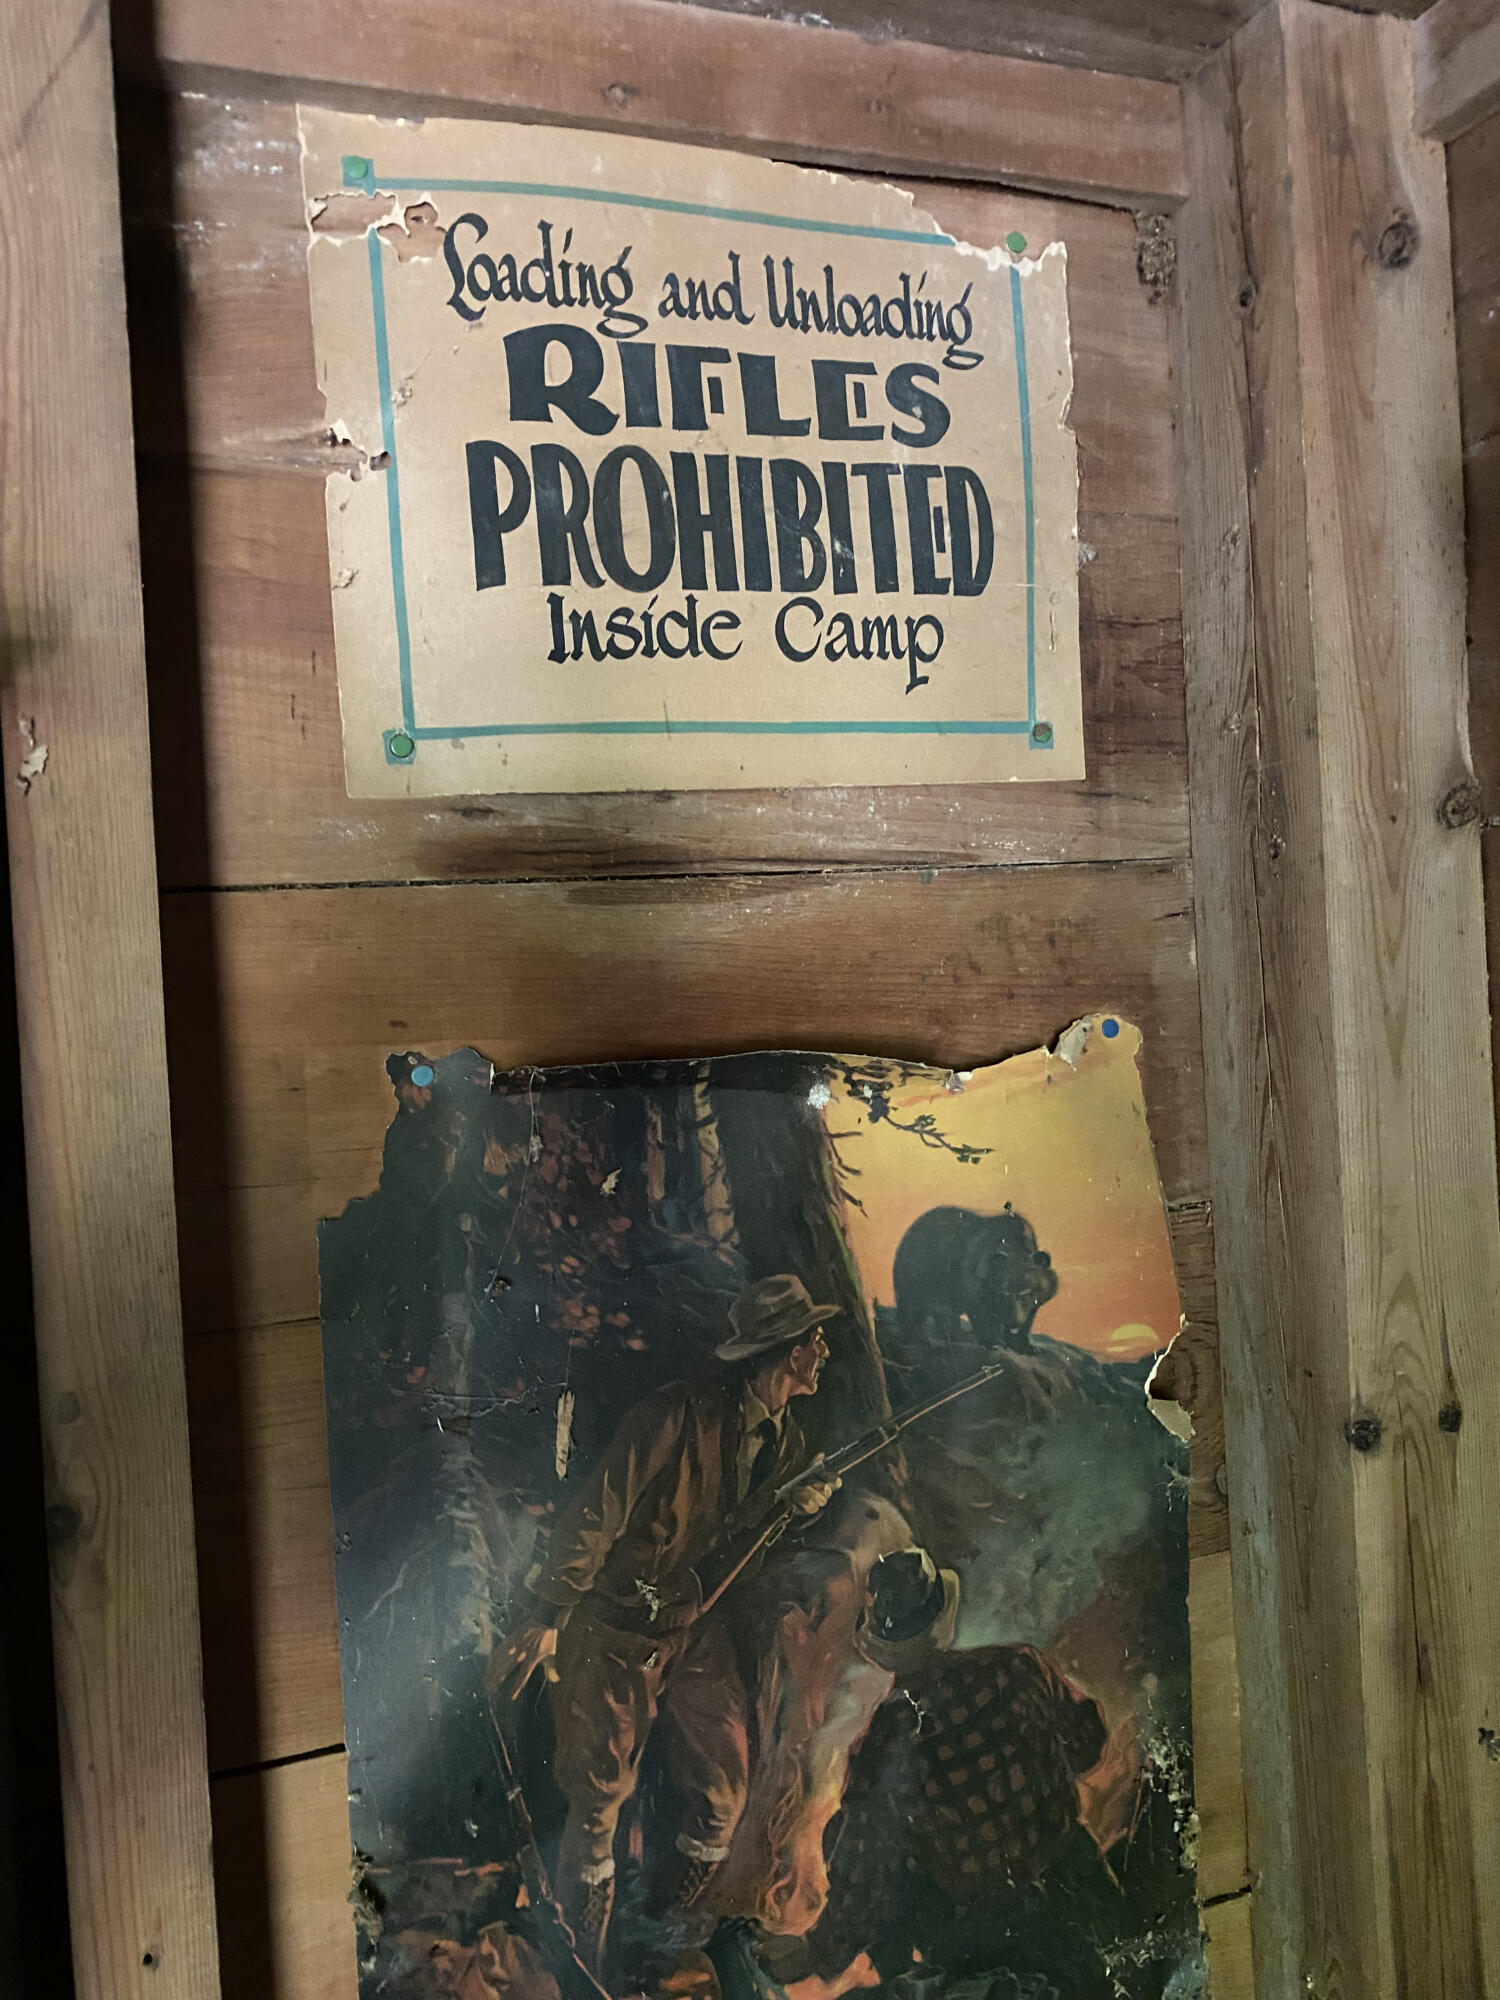 Loading and Unloading
RIFLES
PROHIBITED
Inside Camp